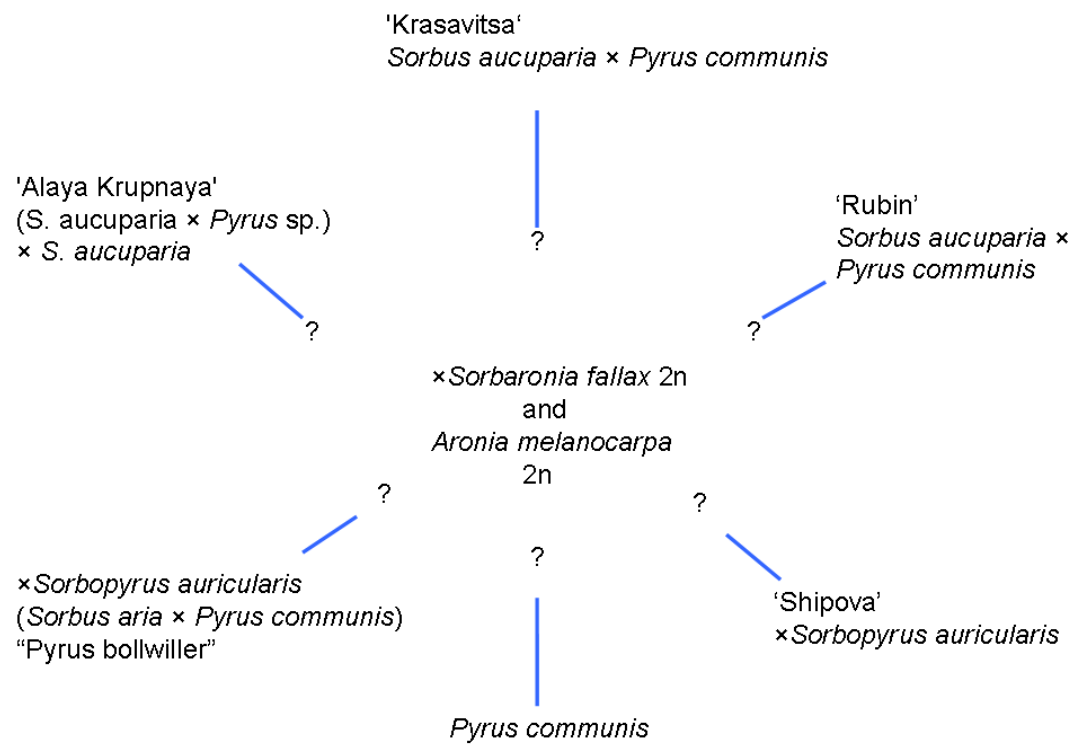 'Krasavitsa‘
Sorbus aucuparia × Pyrus communis
?
'Alaya Krupnaya'
(S. aucuparia × Pyrus sp.)
× S. aucuparia
?
‘Rubin’
Sorbus aucuparia ×
Pyrus communis
?
×Sorbaronia fallax 2n
and
Aronia melanocarpa
2n
?
×Sorbopyrus auricularis
(Sorbus aria × Pyrus communis)
“Pyrus bollwiller”
?
Pyrus communis
?
‘Shipova’
×Sorbopyrus auricularis